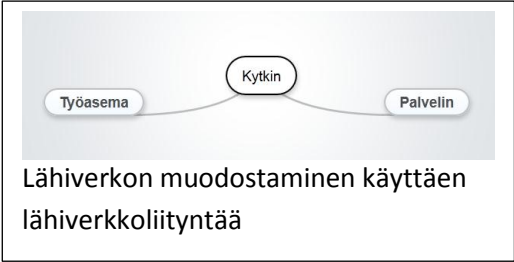 Kytkin
Työasema
Palvelin
Lähiverkon muodostaminen käyttäen
lähiverkkoliityntää